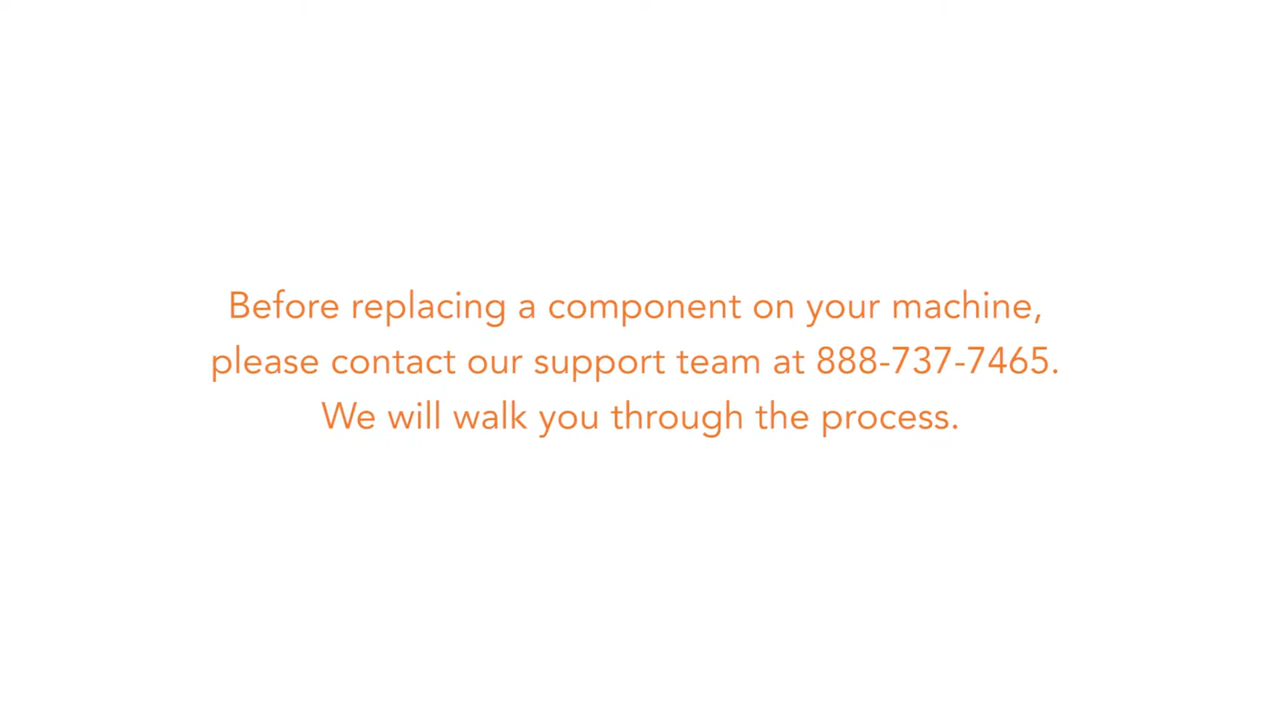 Before replacing a component on your machine,
please contact our support team at 888-737-7465.
We will walk you through the process.